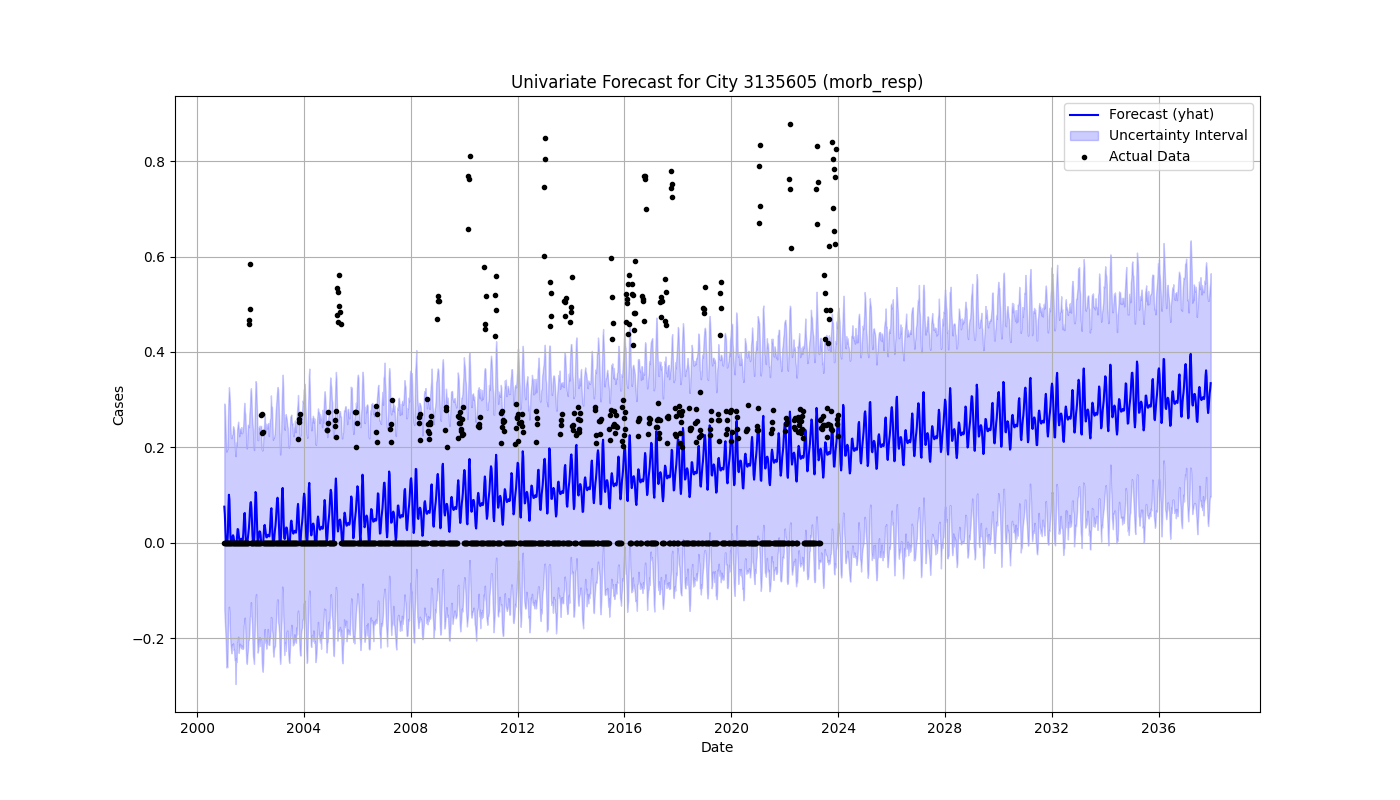 Univariate Forecast for City 3135605 (morb_resp)
Forecast (yhat)
Uncertainty Interval
Actual Data
Cases
0.8
0.6
0.4
0.2
0.0
−0.2
2000 2004 2008 2012 2016 2020 2024 2028 2032 2036
Date